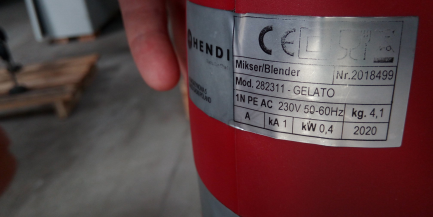 HENDI
CE
Mikser/Blender Nr.2018499
Mod. 282311 - GELATO
1N PE AC 230V 50-60Hz kg. 4,1
A kA 1 kW 0,4 2020